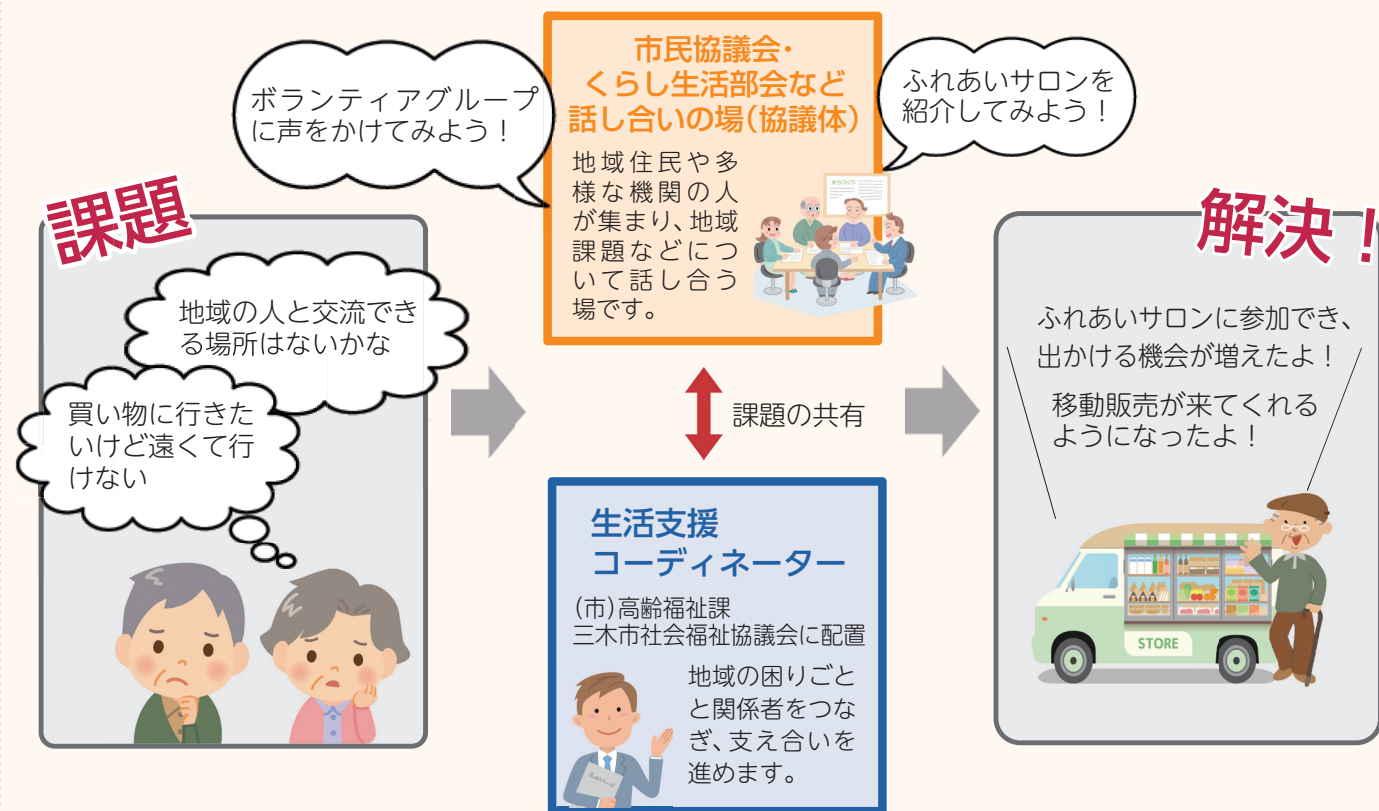 課題
地域の人と交流でき
る場所はないかな
買い物に行きた
いけど遠くて行
けない
ボランティアグループ
に声をかけてみよう！
市民協議会・
くらし生活部会など
話し合いの場（協議体）
地域住民や多
様な機関の人
が集まり、地域
課題などにつ
いて話し合う
場です。
まちづくり
ふれあいサロンを
紹介してみよう！
課題の共有
生活支援
コーディネーター
(市)高齢福祉課
三木市社会福祉協議会に配置
地域の困りごと
と関係者をつな
ぎ、支え合いを
進めます。
解決！
ふれあいサロンに参加でき、
出かける機会が増えたよ！
移動販売が来てくれる
ようになったよ！
STORE